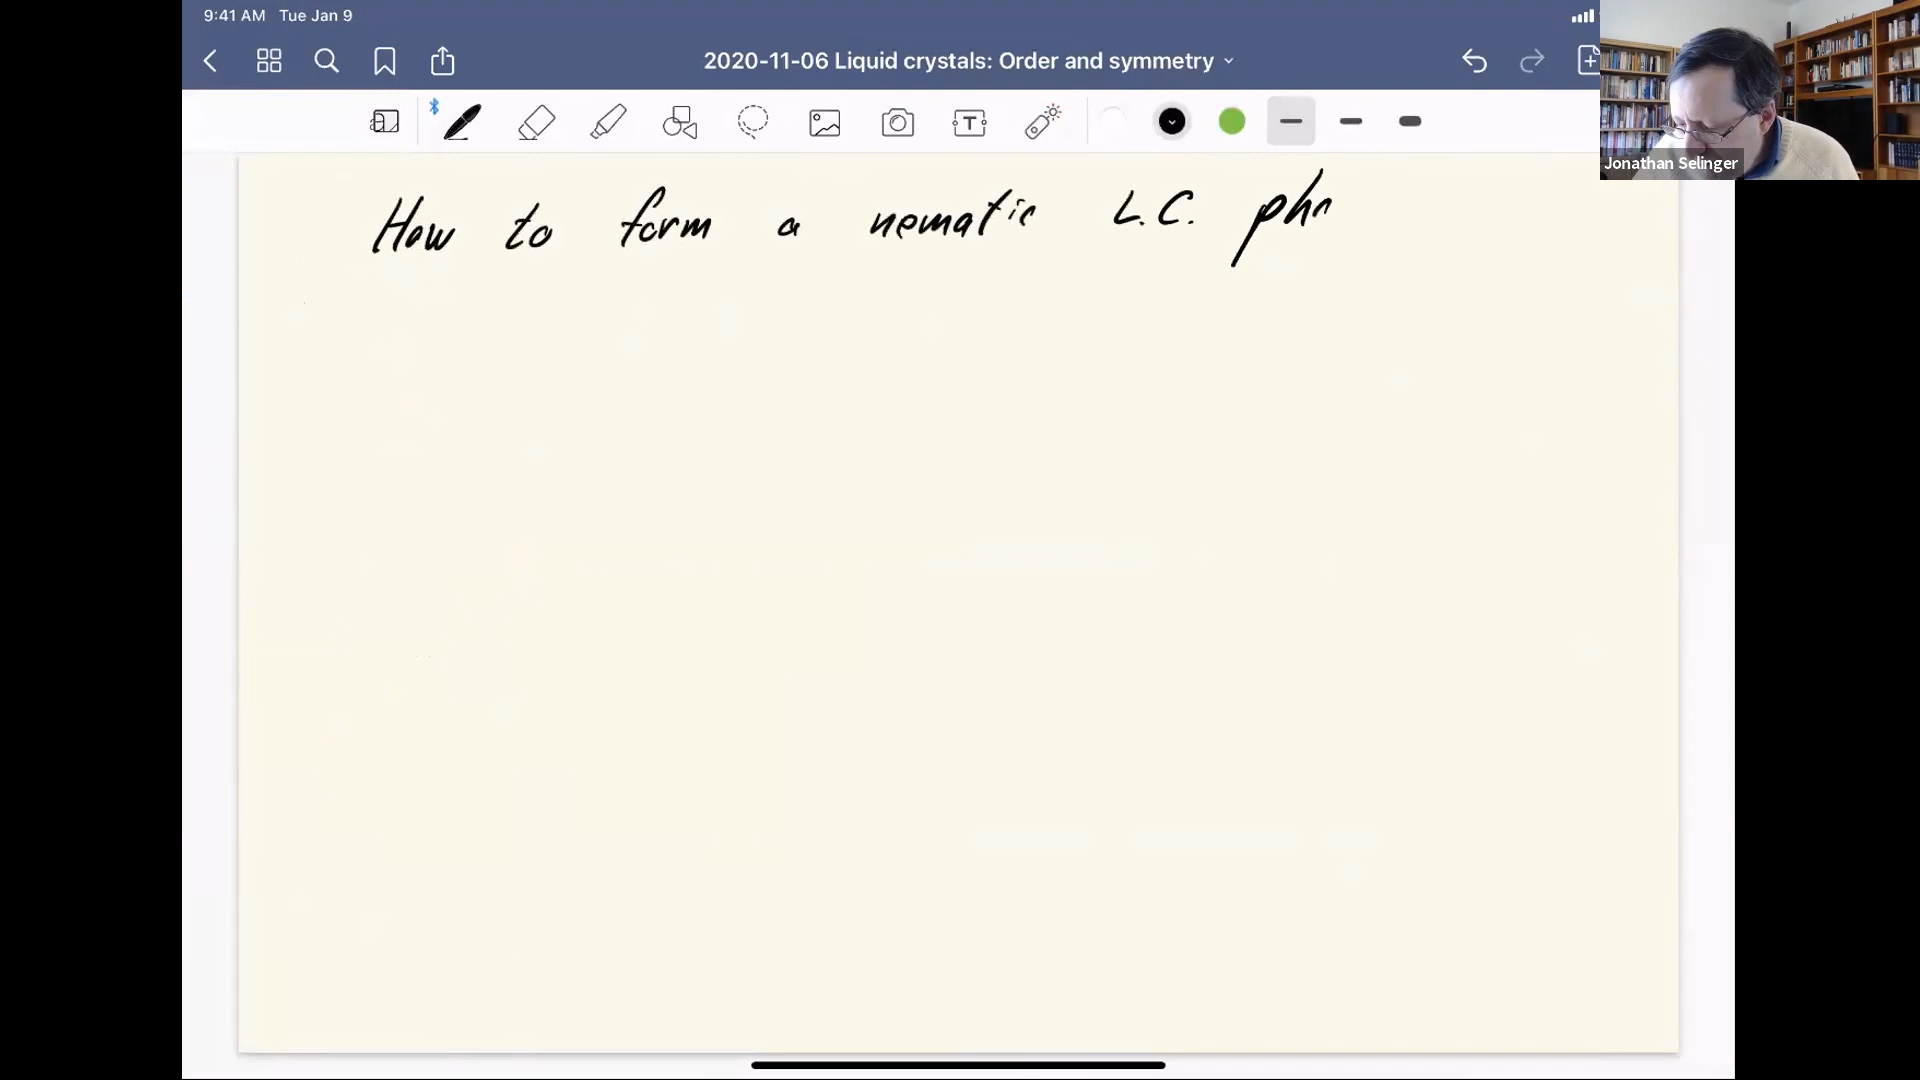 9:41 AM Tue Jan 9
2020-11-06 Liquid crystals: Order and symmetry
Jonathan Selinger
How to form a nematic L.C. pha